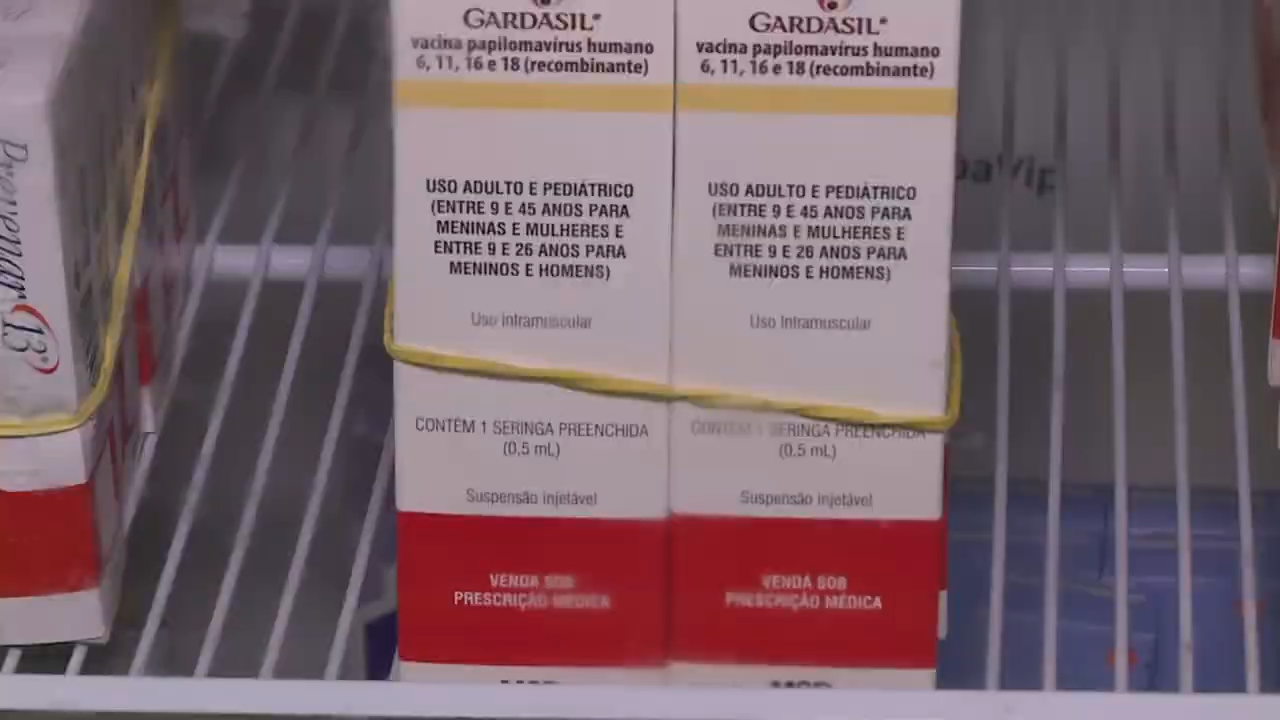 GARDASIL®
vacina papilomavírus humano
6, 11, 16 e 18 (recombinante)
USO ADULTO E PEDIÁTRICO
(ENTRE 9 E 45 ANOS PARA
MENINAS E MULHERES E
ENTRE 9 E 26 ANOS PARA
MENINOS E HOMENS)
Uso Intramuscular
CONTÉM 1 SERINGA PREENCHIDA
(0,5 mL)
Suspensão injetável
VENDA SOB
PRESCRIÇÃO MÉDICA
GARDASIL®
vacina papilomavírus humano
6, 11, 16 e 18 (recombinante)
USO ADULTO E PEDIÁTRICO
(ENTRE 9 E 45 ANOS PARA
MENINAS E MULHERES E
ENTRE 9 E 26 ANOS PARA
MENINOS E HOMENS)
Uso Intramuscular
CONTÉM 1 SERINGA PREENCHIDA
(0,5 mL)
Suspensão injetável
VENDA SOB
PRESCRIÇÃO MÉDICA
Prevenar 13®